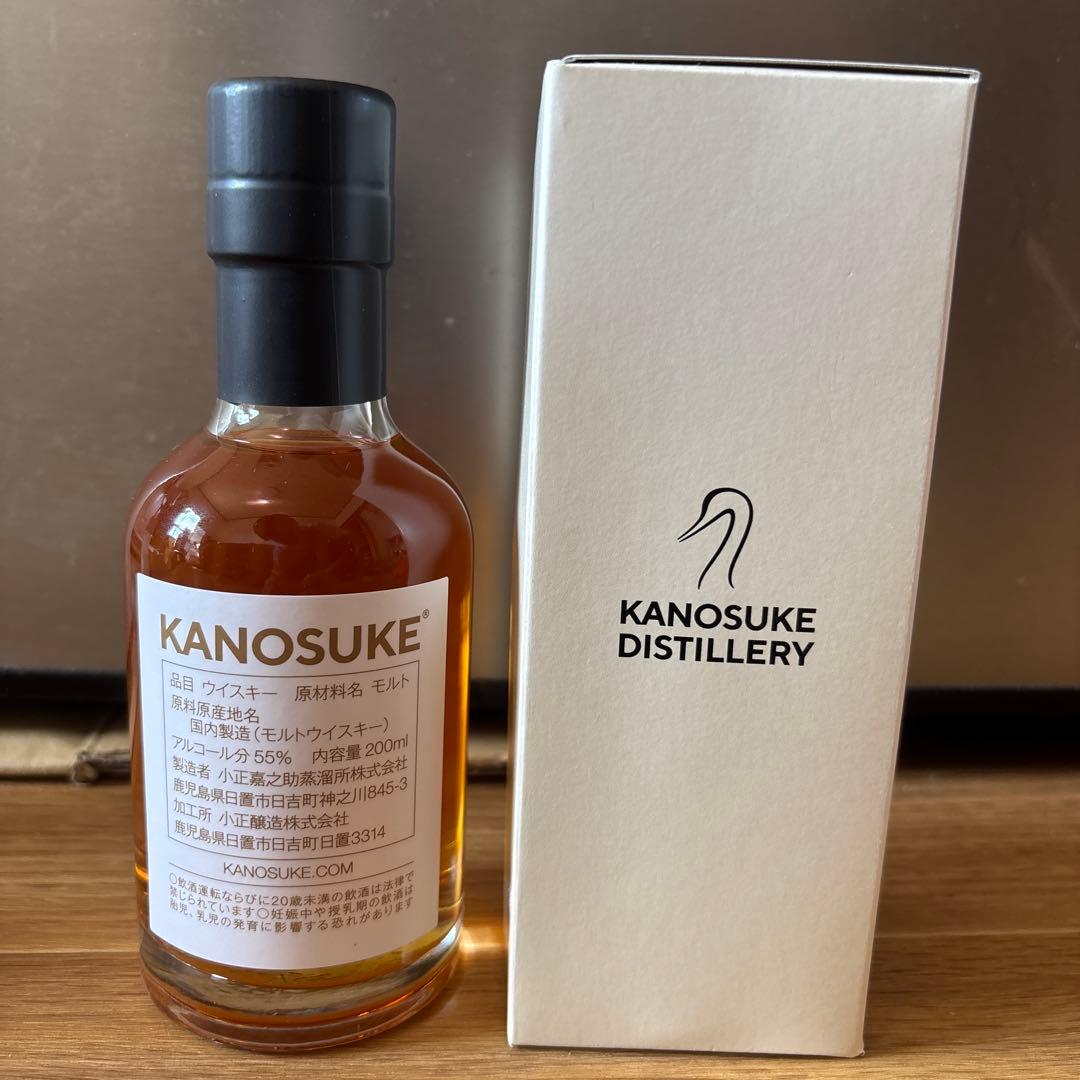 KANOSUKE®
品目 ウイスキー 原材料名 モルト
原料原産地名
国内製造(モルトウイスキー)
アルコール分 55% 内容量 200ml
製造者 小正嘉之助蒸溜所株式会社
鹿児島県日置市日吉町神之川845-3
加工所 小正醸造株式会社
鹿児島県日置市日吉町日置3314
KANOSUKE.COM
○飲酒運転ならびに20歳未満の飲酒は法律で
禁じられています○妊娠中や授乳期の飲酒は
胎児、乳児の発育に影響する恐れがあります
KANOSUKE
DISTILLERY